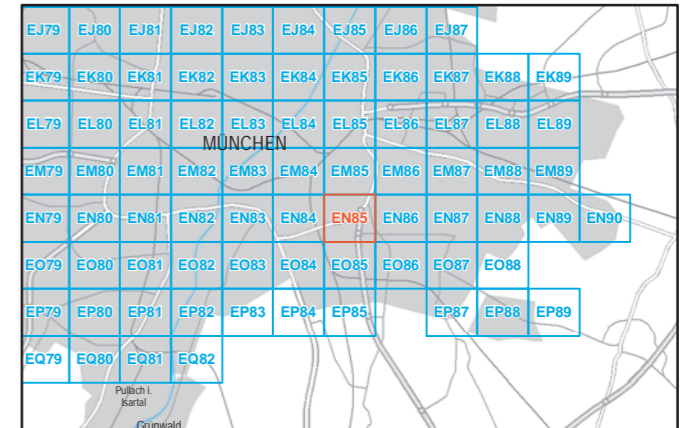 EJ79 EJ80 EJ81 EJ82 EJ83 EJ84 EJ85 EJ86 EJ87
EK79 EK80 EK81 EK82 EK83 EK84 EK85 EK86 EK87 EK88 EK89
EL79 EL80 EL81 EL82 EL83 EL84 EL85 EL86 EL87 EL88 EL89
MÜNCHEN
EM79 EM80 EM81 EM82 EM83 EM84 EM85 EM86 EM87 EM88 EM89
EN79 EN80 EN81 EN82 EN83 EN84 EN85 EN86 EN87 EN88 EN89 EN90
EO79 EO80 EO81 EO82 EO83 EO84 EO85 EO86 EO87 EO88
EP79 EP80 EP81 EP82 EP83 EP84 EP85 EP87 EP88 EP89
EQ79 EQ80 EQ81 EQ82
Pullach i.
Isartal
Grünwald